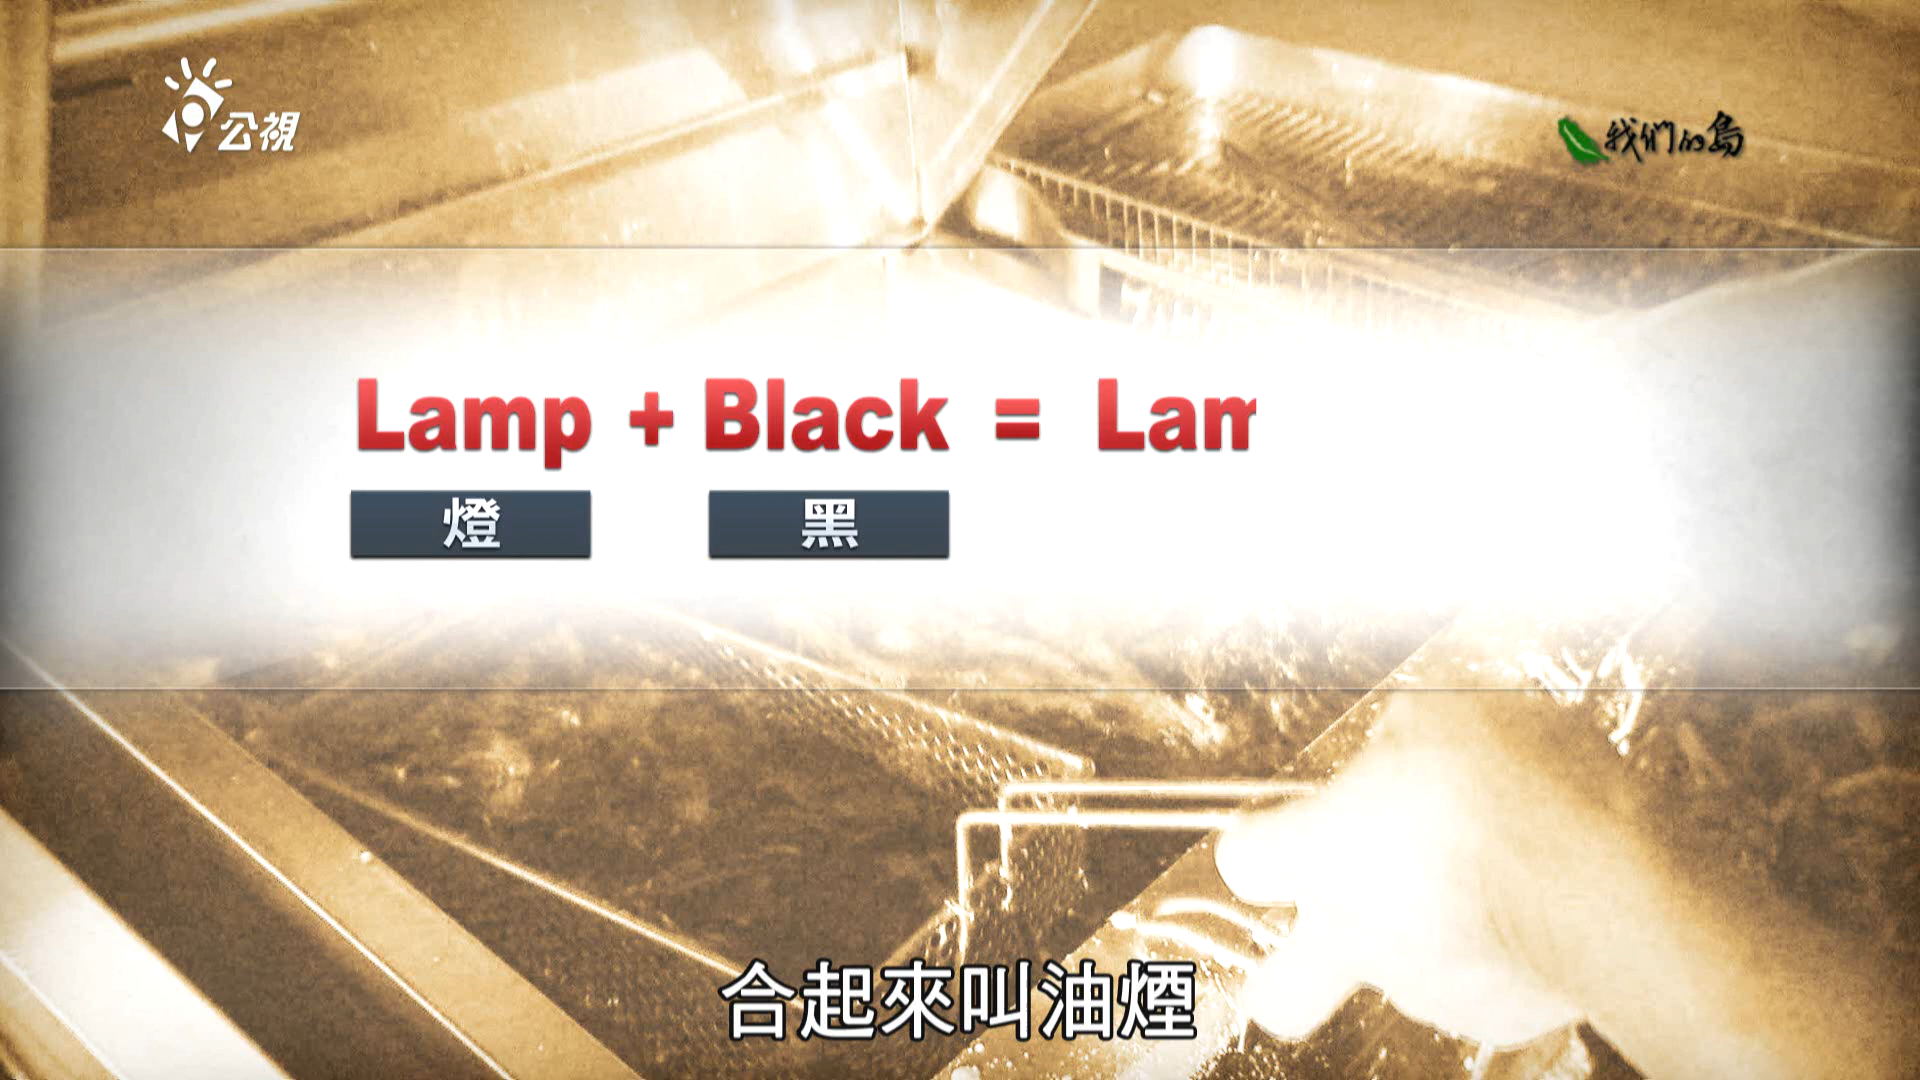 公視
我們的島
Lamp + Black = Lam
燈 黑
合起來叫油煙